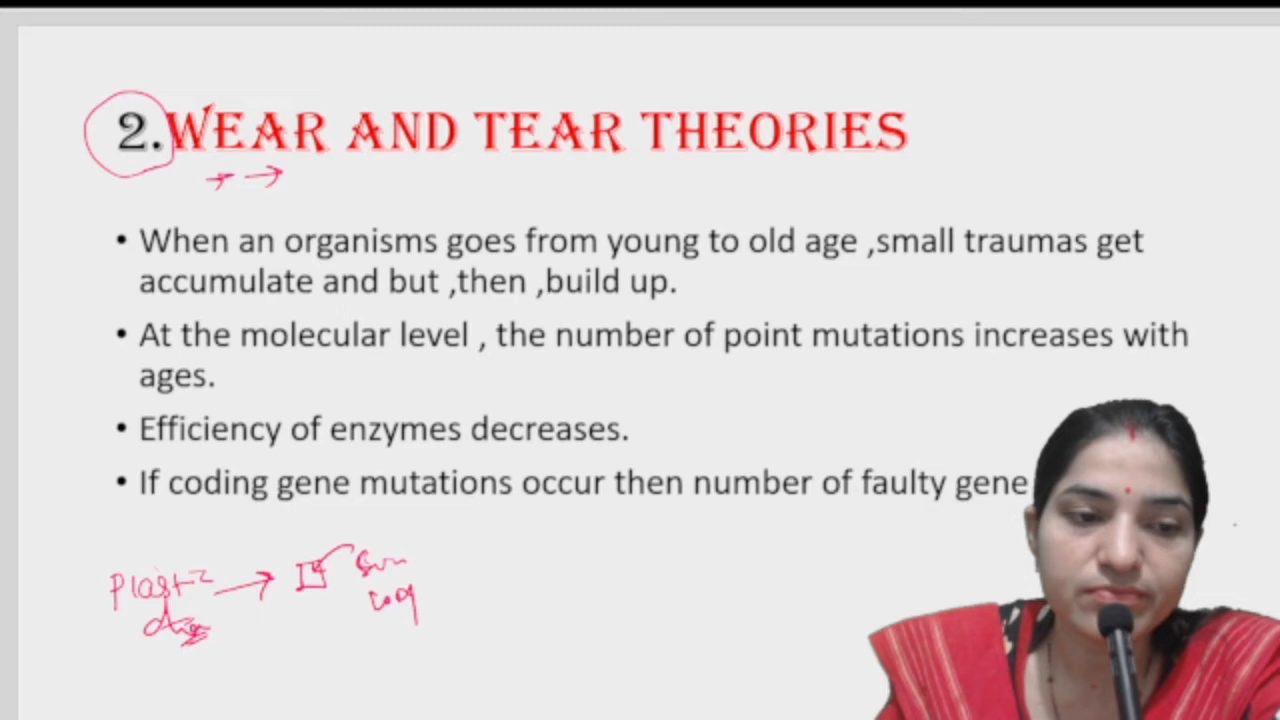 2. WEAR AND TEAR THEORIES
• When an organisms goes from young to old age ,small traumas get
accumulate and but ,then ,build up.
• At the molecular level , the number of point mutations increases with
ages.
• Efficiency of enzymes decreases.
• If coding gene mutations occur then number of faulty gene